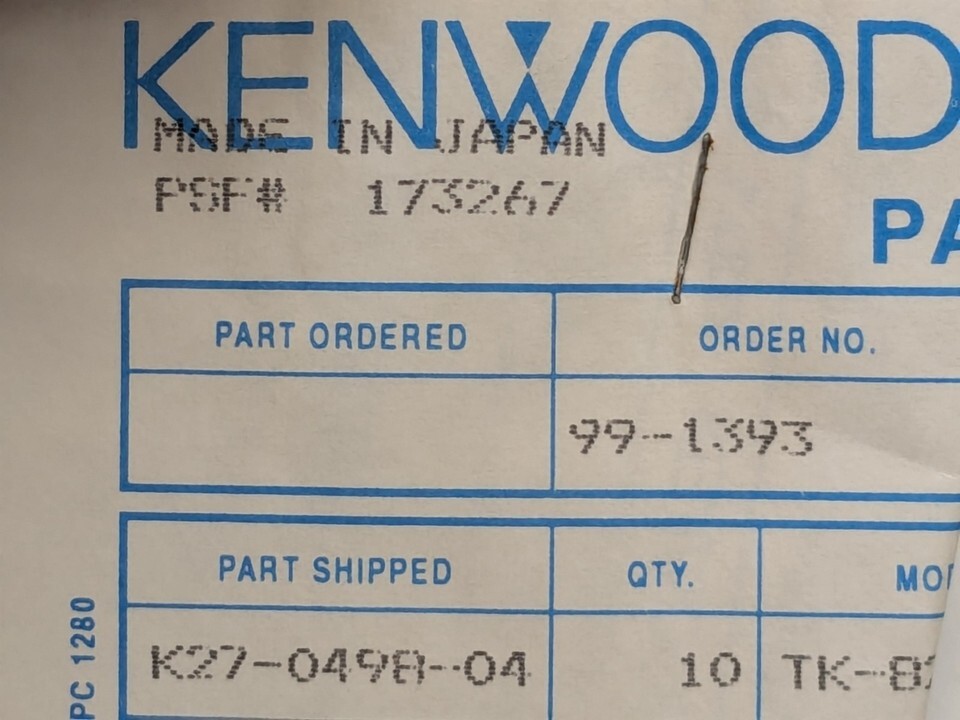 KENWOOD
MADE IN JAPAN
PSF# 173267
PART ORDERED
ORDER NO.
99-1393
PART SHIPPED
QTY.
K27-0498-04
10
PC 1280